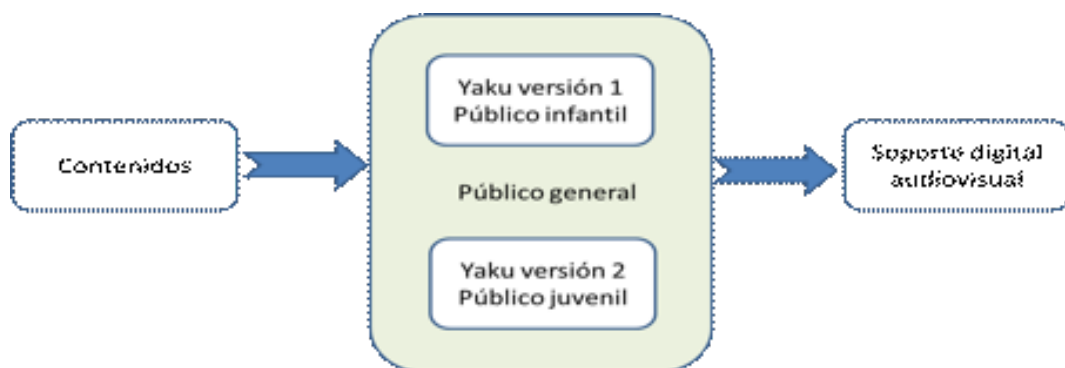 Contenidos
Yaku versión 1
Público infantil
Público general
Yaku versión 2
Público juvenil
Soporte digital
audiovisual